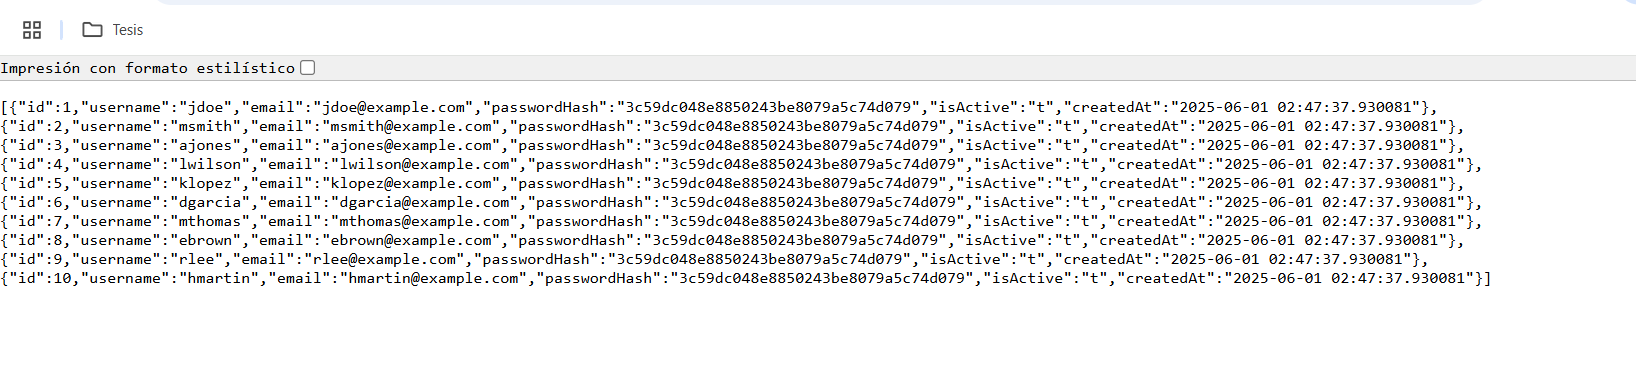 Tesis
Impresión con formato estilístico
[{"id":1,"username":"jdoe","email":"jdoe@example.com","passwordHash":"3c59dc048e8850243be8079a5c74d079","isActive":"t","createdAt":"2025-06-01 02:47:37.930081"},
{"id":2,"username":"msmith","email":"msmith@example.com","passwordHash":"3c59dc048e8850243be8079a5c74d079","isActive":"t","createdAt":"2025-06-01 02:47:37.930081"},
{"id":3,"username":"ajones","email":"ajones@example.com","passwordHash":"3c59dc048e8850243be8079a5c74d079","isActive":"t","createdAt":"2025-06-01 02:47:37.930081"},
{"id":4,"username":"lwilson","email":"lwilson@example.com","passwordHash":"3c59dc048e8850243be8079a5c74d079","isActive":"t","createdAt":"2025-06-01 02:47:37.930081"},
{"id":5,"username":"klopez","email":"klopez@example.com","passwordHash":"3c59dc048e8850243be8079a5c74d079","isActive":"t","createdAt":"2025-06-01 02:47:37.930081"},
{"id":6,"username":"dgarcia","email":"dgarcia@example.com","passwordHash":"3c59dc048e8850243be8079a5c74d079","isActive":"t","createdAt":"2025-06-01 02:47:37.930081"},
{"id":7,"username":"mthomas","email":"mthomas@example.com","passwordHash":"3c59dc048e8850243be8079a5c74d079","isActive":"t","createdAt":"2025-06-01 02:47:37.930081"},
{"id":8,"username":"ebrown","email":"ebrown@example.com","passwordHash":"3c59dc048e8850243be8079a5c74d079","isActive":"t","createdAt":"2025-06-01 02:47:37.930081"},
{"id":9,"username":"rlee","email":"rlee@example.com","passwordHash":"3c59dc048e8850243be8079a5c74d079","isActive":"t","createdAt":"2025-06-01 02:47:37.930081"},
{"id":10,"username":"hmartin","email":"hmartin@example.com","passwordHash":"3c59dc048e8850243be8079a5c74d079","isActive":"t","createdAt":"2025-06-01 02:47:37.930081"}]